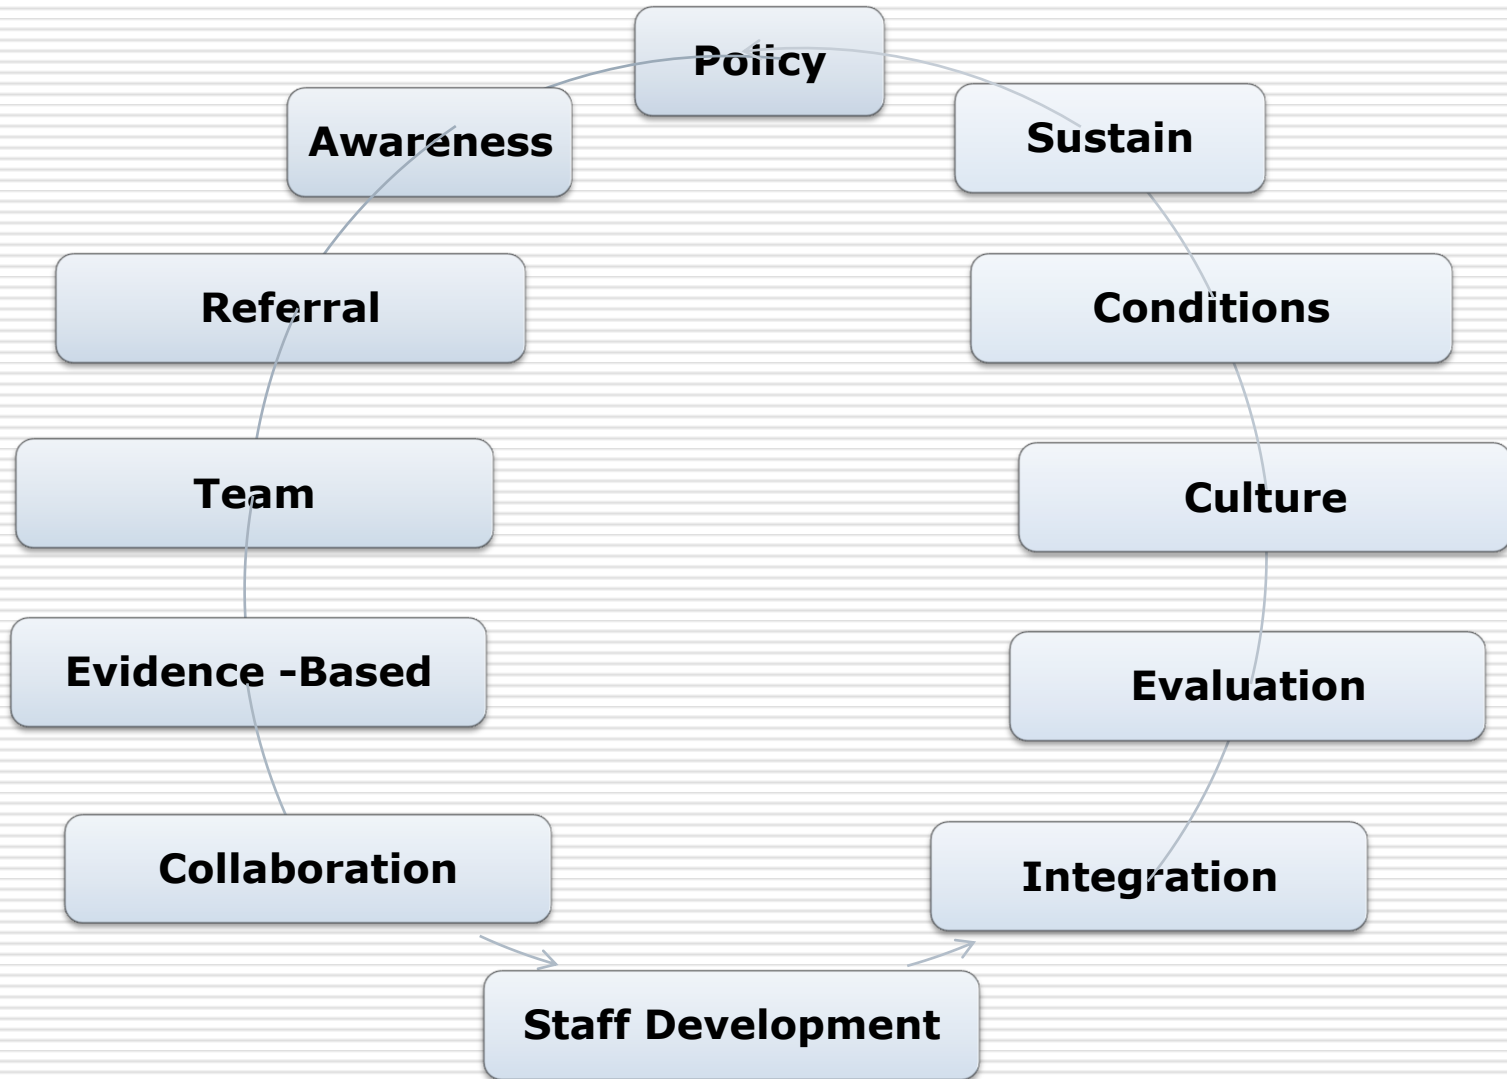 Policy
Awareness
Sustain
Referral
Conditions
Team
Culture
Evidence –Based
Evaluation
Collaboration
Integration
Staff Development